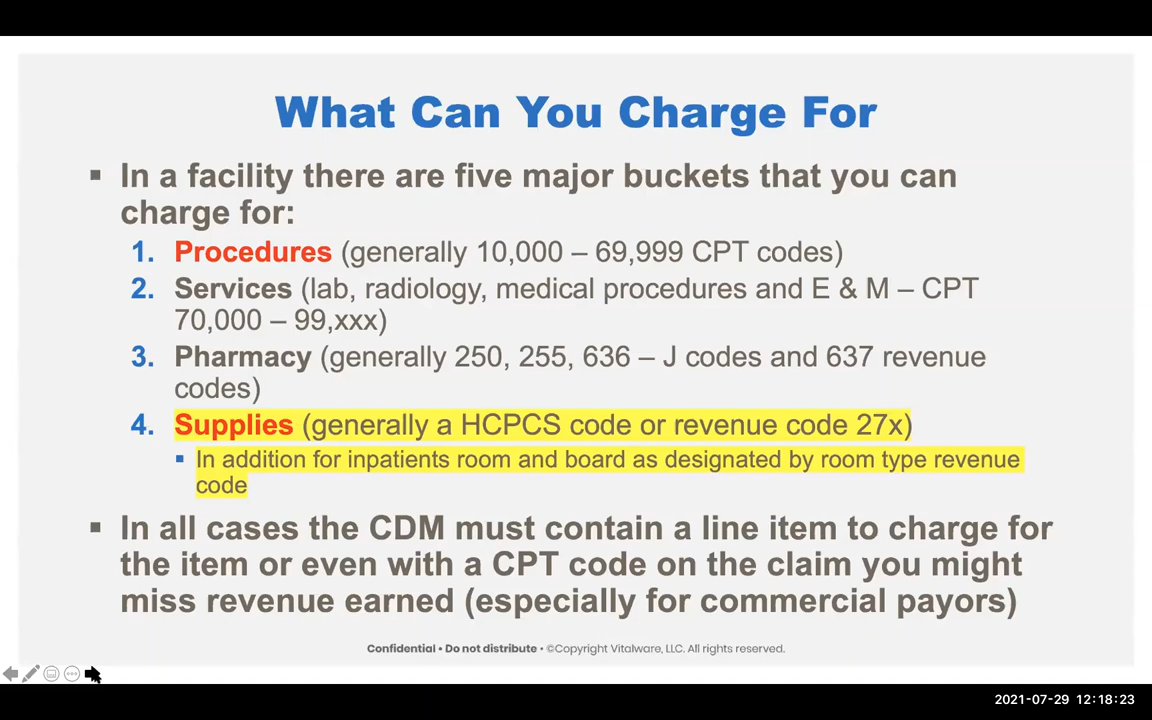 What Can You Charge For
▪ In a facility there are five major buckets that you can
charge for:
1. Procedures (generally 10,000 – 69,999 CPT codes)
2. Services (lab, radiology, medical procedures and E & M – CPT
70,000 – 99,xxx)
3. Pharmacy (generally 250, 255, 636 – J codes and 637 revenue
codes)
4. Supplies (generally a HCPCS code or revenue code 27x)
▪ In addition for inpatients room and board as designated by room type revenue
code
▪ In all cases the CDM must contain a line item to charge for
the item or even with a CPT code on the claim you might
miss revenue earned (especially for commercial payors)
Confidential • Do not distribute • ©Copyright Vitalware, LLC. All rights reserved.
2021-07-29 12:18:23